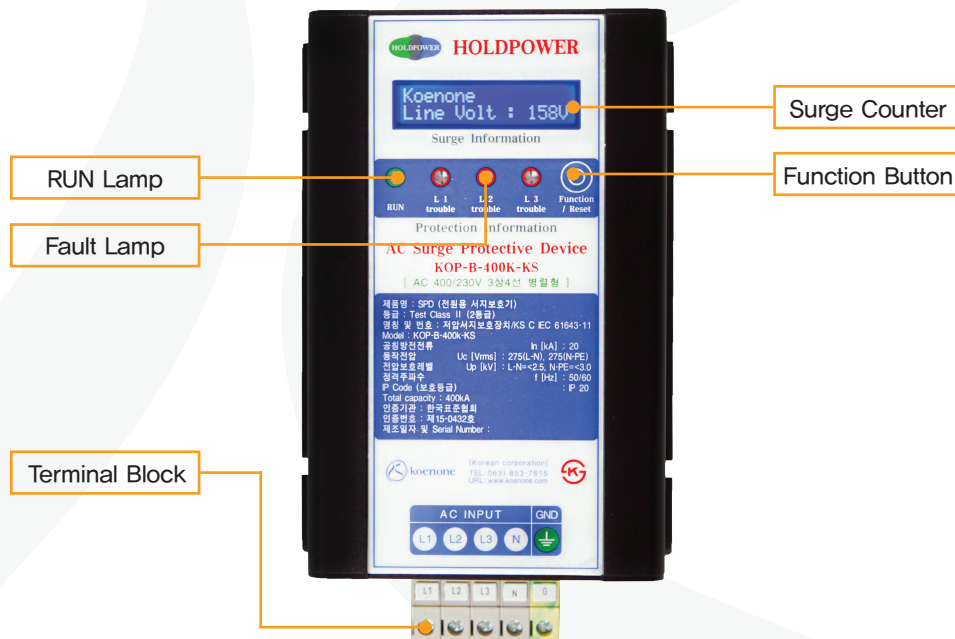 HOLDPOWER HOLDPOWER
Koenone
Line Volt : 158V
Surge Information
Surge Counter
RUN Lamp
Function Button
Fault Lamp
RUN
L 1 trouble
L 2 trouble
L 3 trouble
Function / Reset
Protection Information
AC Surge Protective Device
KOP-B-400K-KS
[ AC 400/230V 3상4선 병렬형 ]
제품명 : SPD (전원용 서지보호기)
등급 : Test Class II (2등급)
명칭 및 번호 : 저압서지보호장치/KS C IEC 61643-11
Model : KOP-B-400k-KS
공칭방전전류 In [kA] : 20
동작전압 Uc [Vrms] : 275(L-N), 275(N-PE)
전압보호레벨 Up [kV] : L-N=<2.5, N-PE=<3.0
정격주파수 f [Hz] : 50/60
IP Code (보호등급) : IP 20
Total capacity : 400kA
인증기관 : 한국표준협회
인증번호 : 제15-0432호
제조일자 및 Serial Number :
Terminal Block
koenone
[Korean corporation]
TEL:063) 853-7615
URL: www.koenone.com
AC INPUT GND
L1 L2 L3 N
L1 L2 L3 N G